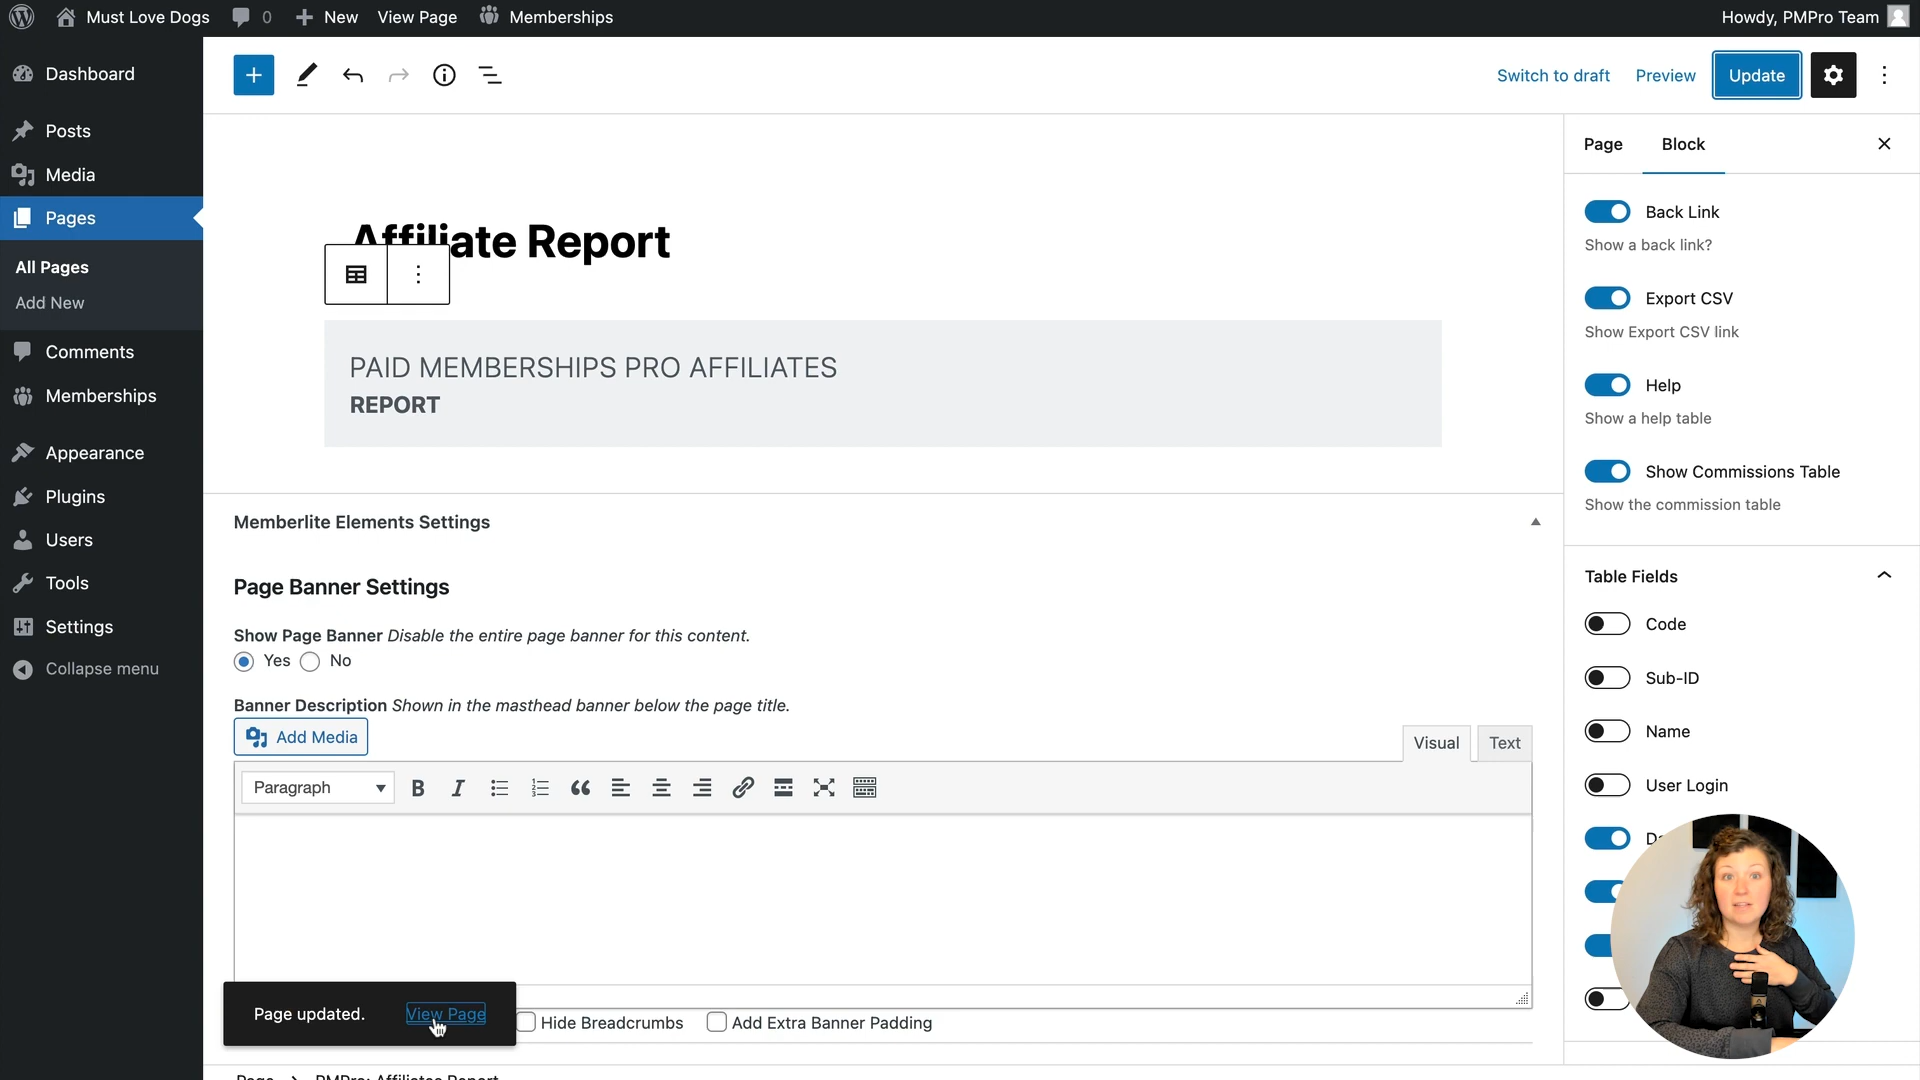 Must Love Dogs 0 New View Page Memberships Howdy, PMPro Team
Dashboard
Posts
Media
Pages
All Pages
Add New
Comments
Memberships
Appearance
Plugins
Users
Tools
Settings
Collapse menu
Switch to draft Preview Update
Affiliate Report
PAID MEMBERSHIPS PRO AFFILIATES
REPORT
Memberlite Elements Settings
Page Banner Settings
Show Page Banner Disable the entire page banner for this content.
Yes No
Banner Description Shown in the masthead banner below the page title.
Add Media
Visual Text
Paragraph
Page updated. View Page
Hide Breadcrumbs Add Extra Banner Padding
Page > PMPro: Affiliates Report
Page Block
Back Link
Show a back link?
Export CSV
Show Export CSV link
Help
Show a help table
Show Commissions Table
Show the commission table
Table Fields
Code
Sub-ID
Name
User Login